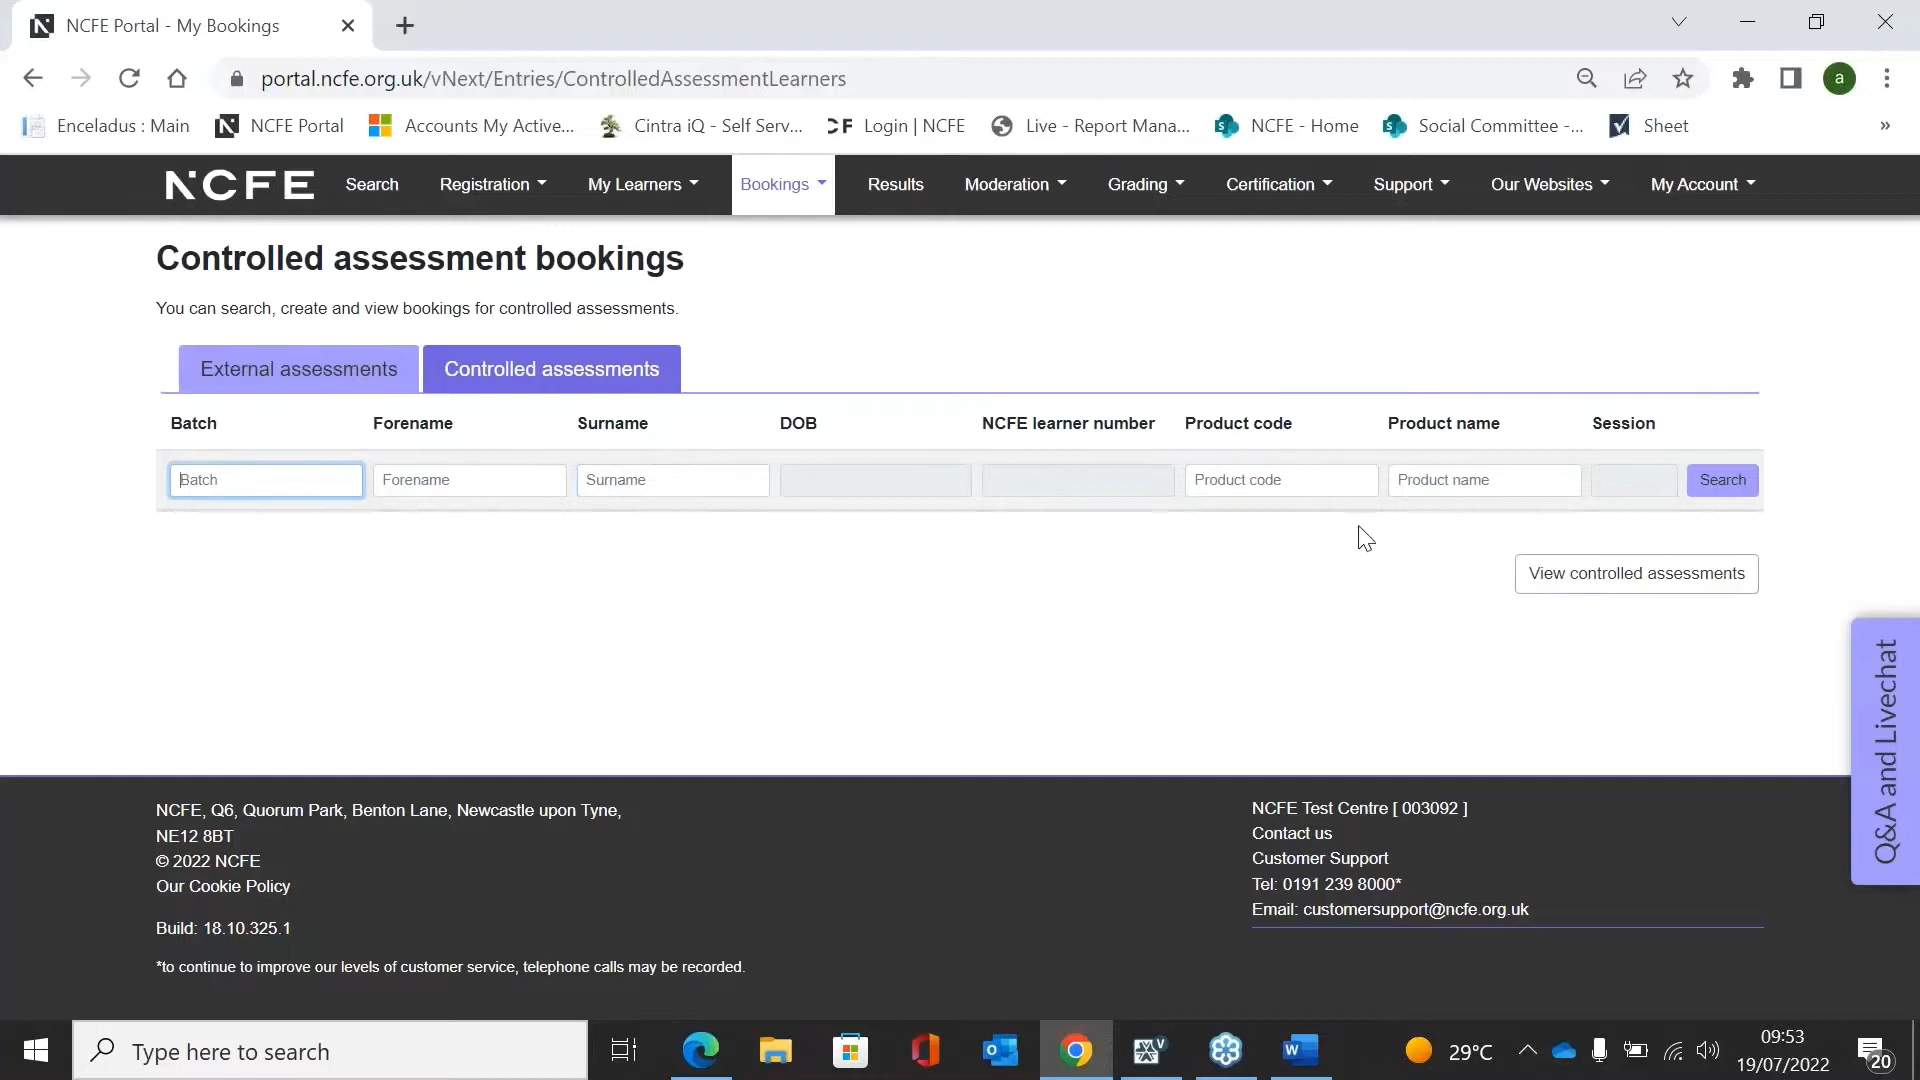 NCFE Portal - My Bookings
portal.ncfe.org.uk/vNext/Entries/ControlledAssessmentLearners
a
Enceladus : Main NCFE Portal Accounts My Active... Cintra iQ - Self Serv... Login | NCFE Live - Report Mana... NCFE - Home Social Committee -... Sheet »
NCFE Search Registration My Learners Bookings Results Moderation Grading Certification Support Our Websites My Account
Controlled assessment bookings
You can search, create and view bookings for controlled assessments.
External assessments Controlled assessments
Batch Forename Surname DOB NCFE learner number Product code Product name Session
Batch Forename Surname Product code Product name Search
View controlled assessments
Q&A and Livechat
NCFE, Q6, Quorum Park, Benton Lane, Newcastle upon Tyne,
NE12 8BT
© 2022 NCFE
Our Cookie Policy
Build: 18.10.325.1
*to continue to improve our levels of customer service, telephone calls may be recorded.
NCFE Test Centre [ 003092 ]
Contact us
Customer Support
Tel: 0191 239 8000*
Email: customersupport@ncfe.org.uk
Type here to search
29°C
09:53
19/07/2022
20